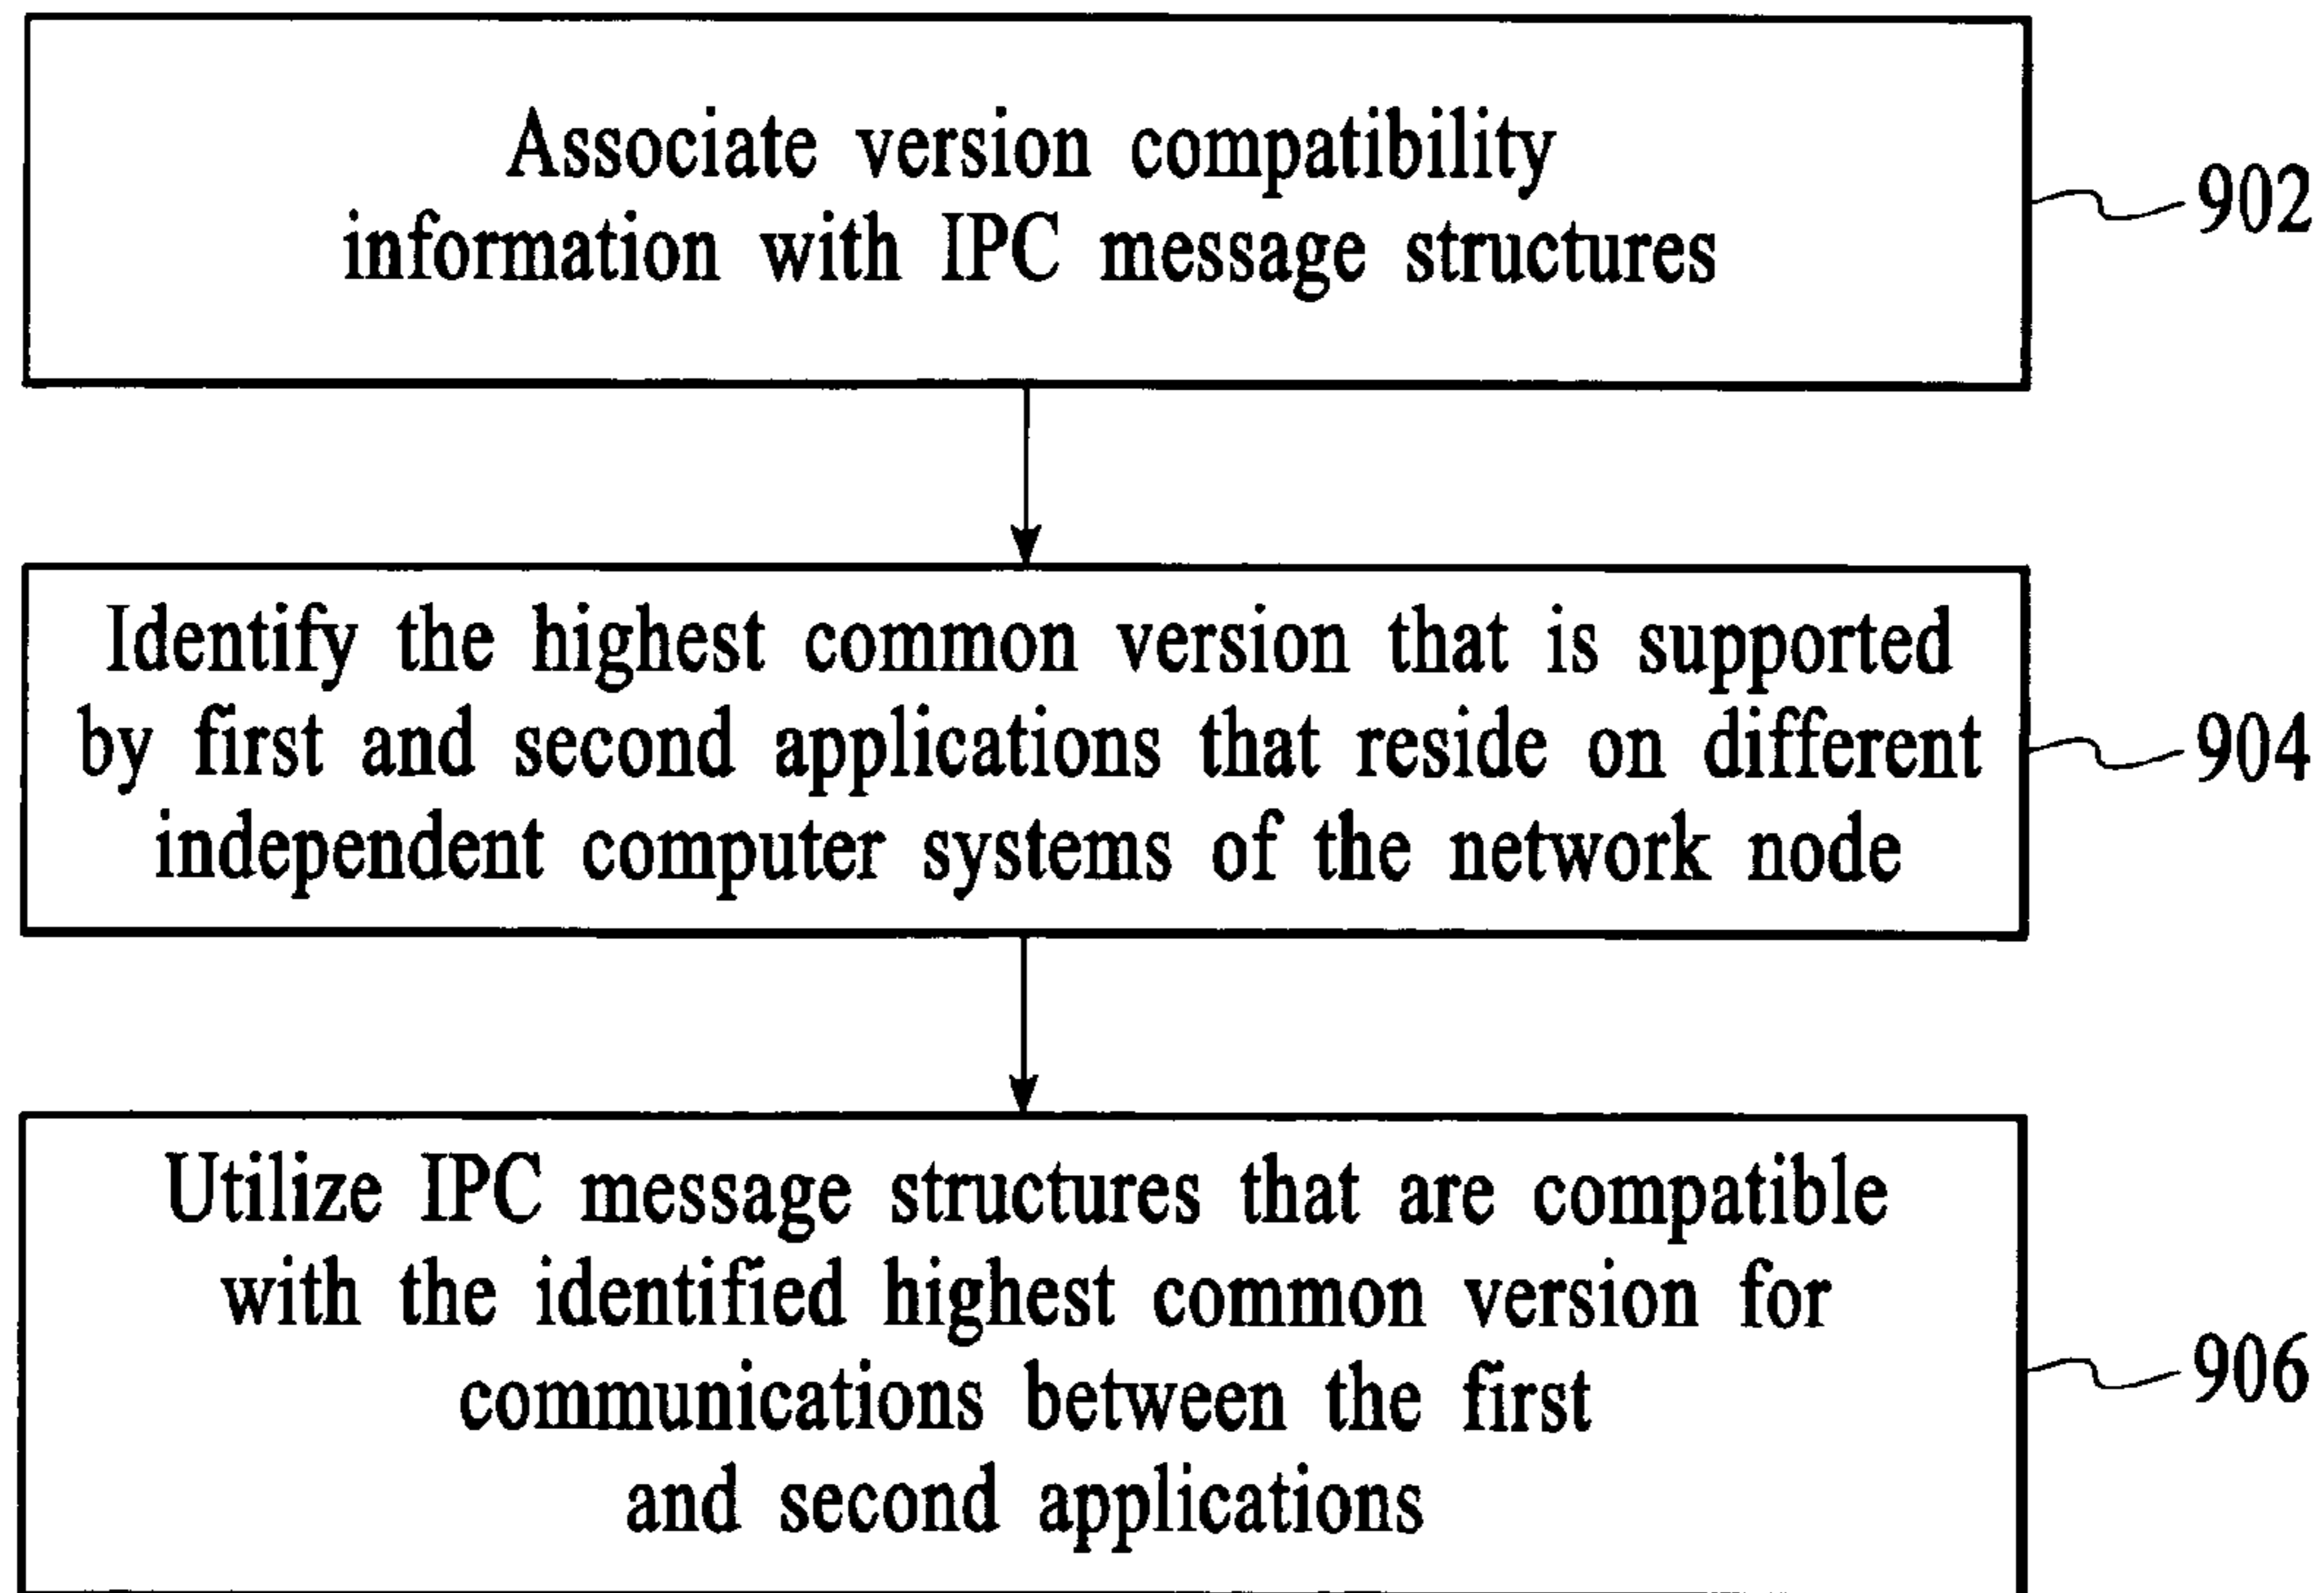 Associate version compatibility
information with IPC message structures
902
Identify the highest common version that is supported
by first and second applications that reside on different
independent computer systems of the network node
904
Utilize IPC message structures that are compatible
with the identified highest common version for
communications between the first
and second applications
906